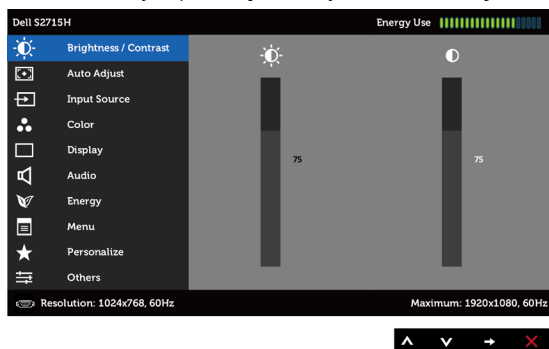 Dell S2715H
Energy Use
Brightness / Contrast
Auto Adjust
Input Source
Color
Display
Audio
Energy
Menu
Personalize
Others
75
75
Resolution: 1024x768, 60Hz
Maximum: 1920x1080, 60Hz